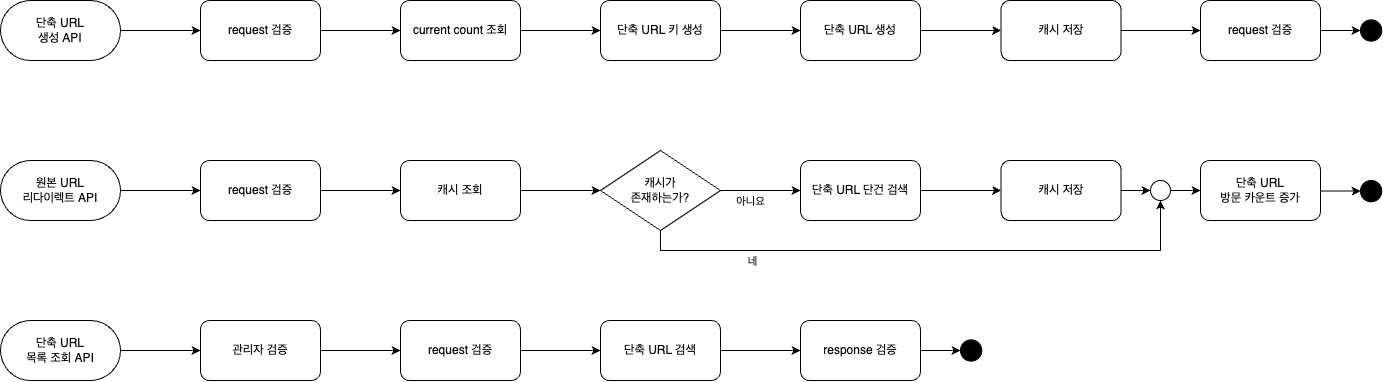 단축 URL
생성 API
request 검증
current count 조회
단축 URL 키 생성
단축 URL 생성
캐시 저장
request 검증
원본 URL
리다이렉트 API
request 검증
캐시 조회
캐시가
존재하는가?
아니요
네
단축 URL 단건 검색
캐시 저장
단축 URL
방문 카운트 증가
단축 URL
목록 조회 API
관리자 검증
request 검증
단축 URL 검색
response 검증